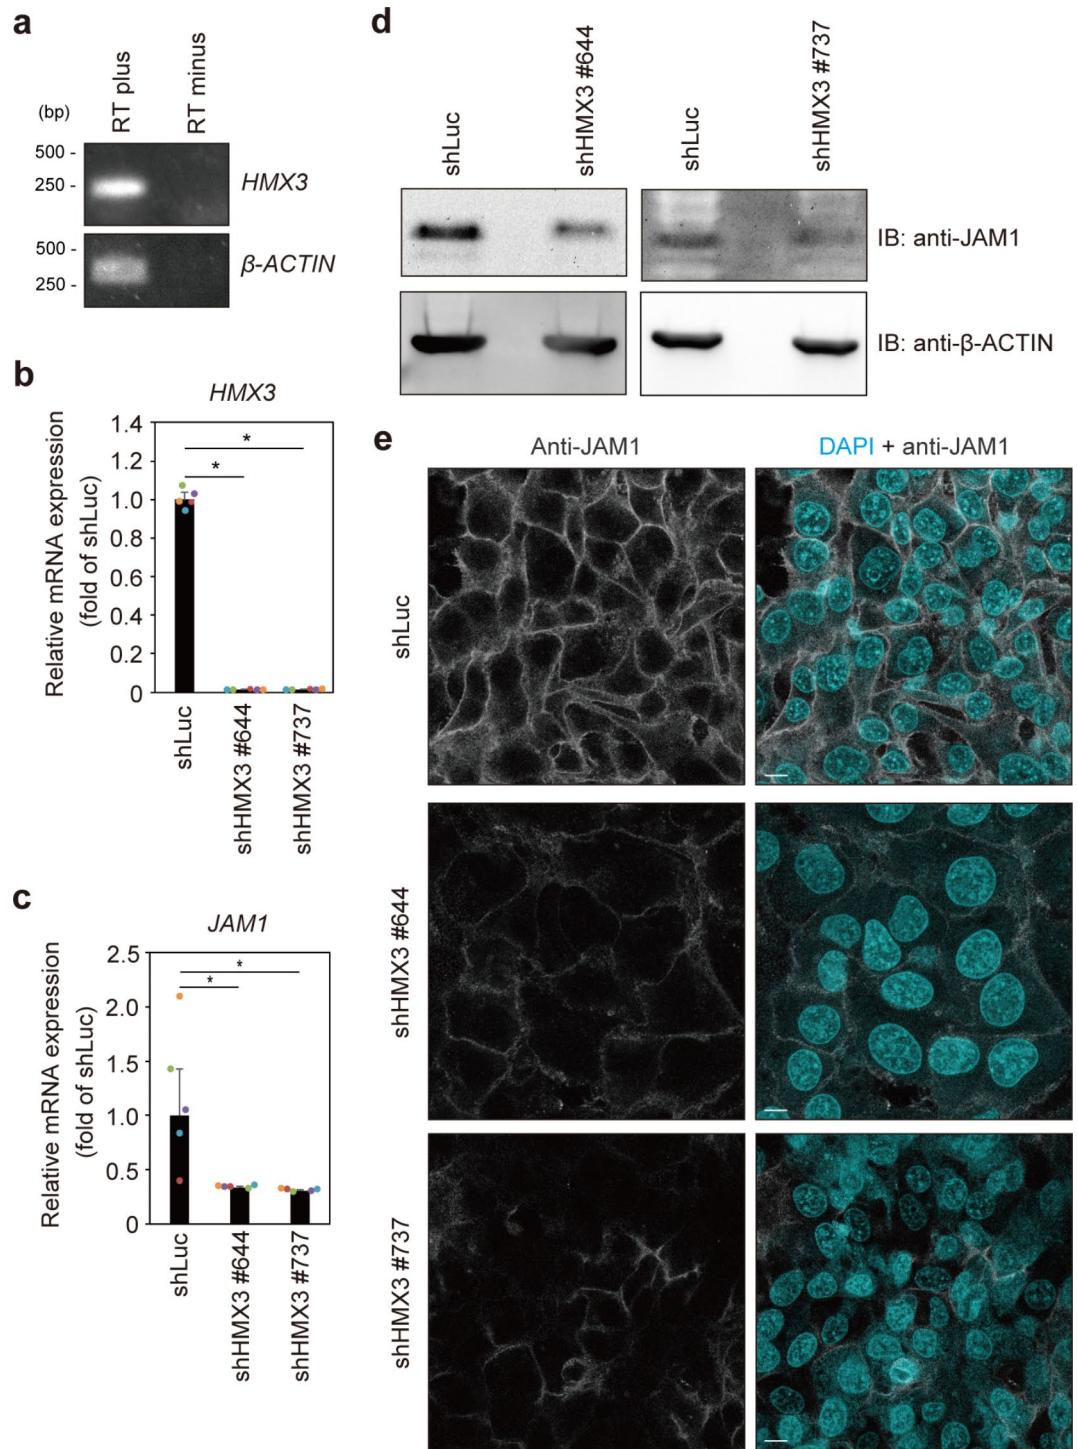 a
RT plus
RT minus
(bp)
500 -
250 -
HMX3
500 -
250 -
β-ACTIN
b
HMX3
Relative mRNA expression
(fold of shLuc)
1.4
1.2
1.0
0.8
0.6
0.4
0.2
0
*
*
shLuc
shHMX3 #644
shHMX3 #737
c
JAM1
Relative mRNA expression
(fold of shLuc)
2.5
2.0
1.5
1.0
0.5
0
*
*
shLuc
shHMX3 #644
shHMX3 #737
d
shLuc
shHMX3 #644
shLuc
shHMX3 #737
IB: anti-JAM1
IB: anti-β-ACTIN
e
Anti-JAM1
DAPI + anti-JAM1
shLuc
shHMX3 #644
shHMX3 #737